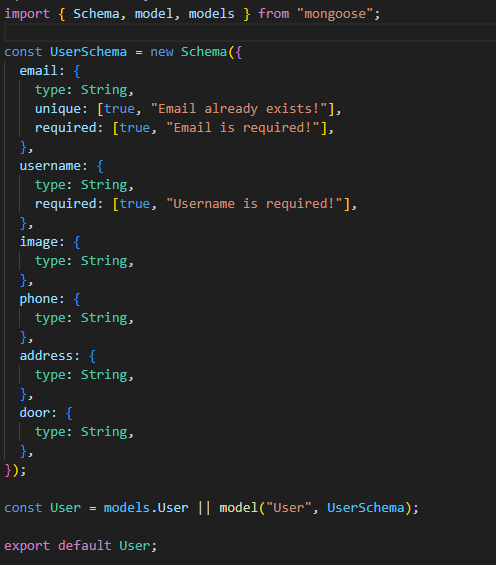 import { Schema, model, models } from "mongoose";
const UserSchema = new Schema({
  email: {
    type: String,
    unique: [true, "Email already exists!"],
    required: [true, "Email is required!"],
  },
  username: {
    type: String,
    required: [true, "Username is required!"],
  },
  image: {
    type: String,
  },
  phone: {
    type: String,
  },
  address: {
    type: String,
  },
  door: {
    type: String,
  },
});
const User = models.User || model("User", UserSchema);
export default User;